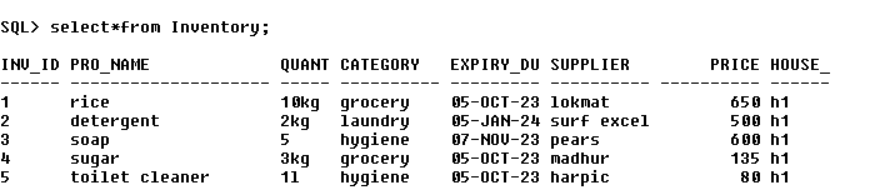 SQL> select*from Inventory;
INV_ID PRO_NAME QUANT CATEGORY EXPIRY_DU SUPPLIER PRICE HOUSE_
------ -------------------- ----- ---------- --------- ---------- ---------- ------
1 rice 10kg grocery 05-OCT-23 lokmat 650 h1
2 detergent 2kg laundry 05-JAN-24 surf excel 500 h1
3 soap 5 hygiene 07-NOV-23 pears 600 h1
4 sugar 3kg grocery 05-OCT-23 madhur 135 h1
5 toilet cleaner 1l hygiene 05-OCT-23 harpic 80 h1